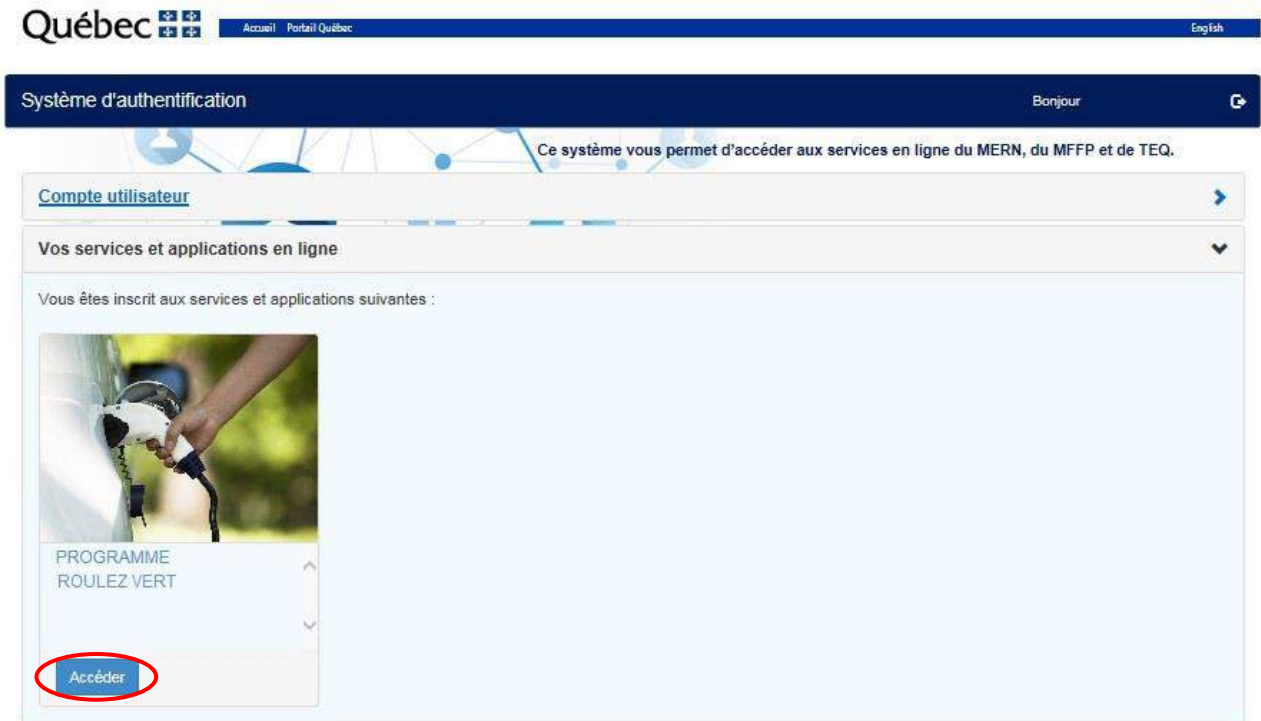 Québec
Accueil Portail Québec English
Système d'authentification Bonjour
Ce système vous permet d'accéder aux services en ligne du MERN, du MFFP et de TEQ.
Compte utilisateur
Vos services et applications en ligne
Vous êtes inscrit aux services et applications suivantes :
PROGRAMME
ROULEZ VERT
Accéder